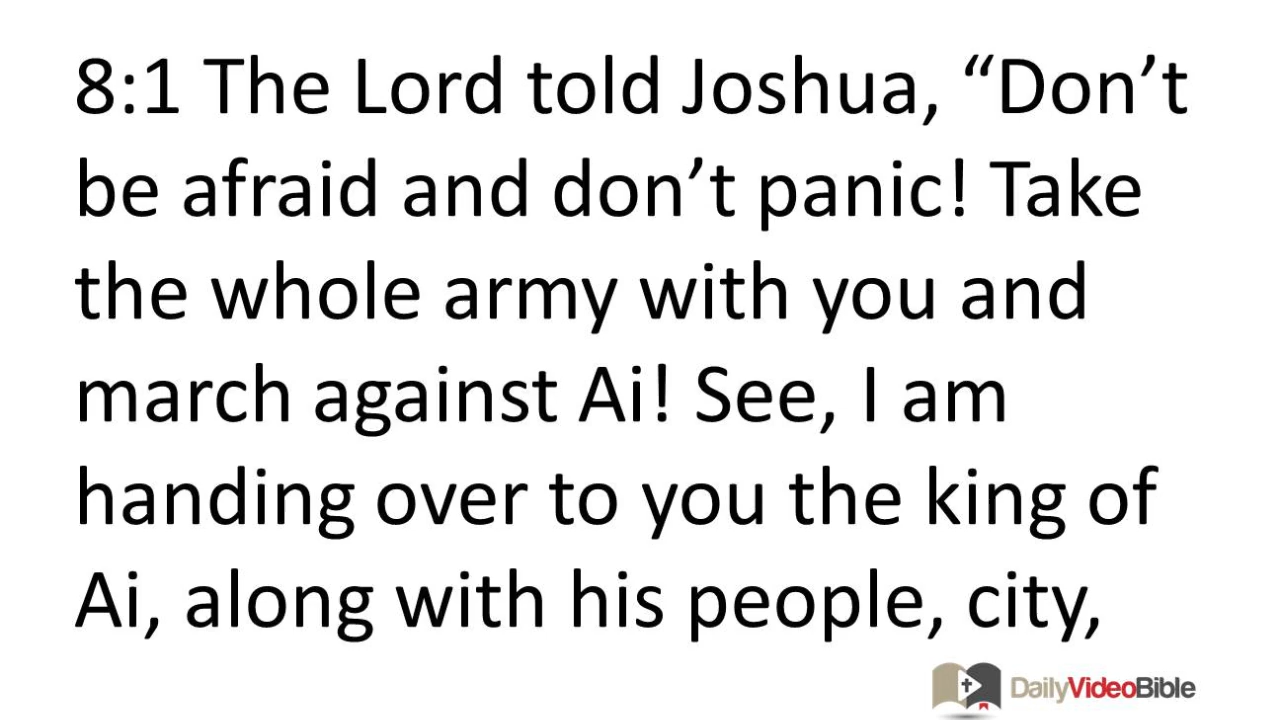 8:1 The Lord told Joshua, “Don’t
be afraid and don’t panic! Take
the whole army with you and
march against Ai! See, I am
handing over to you the king of
Ai, along with his people, city,
DailyVideoBible